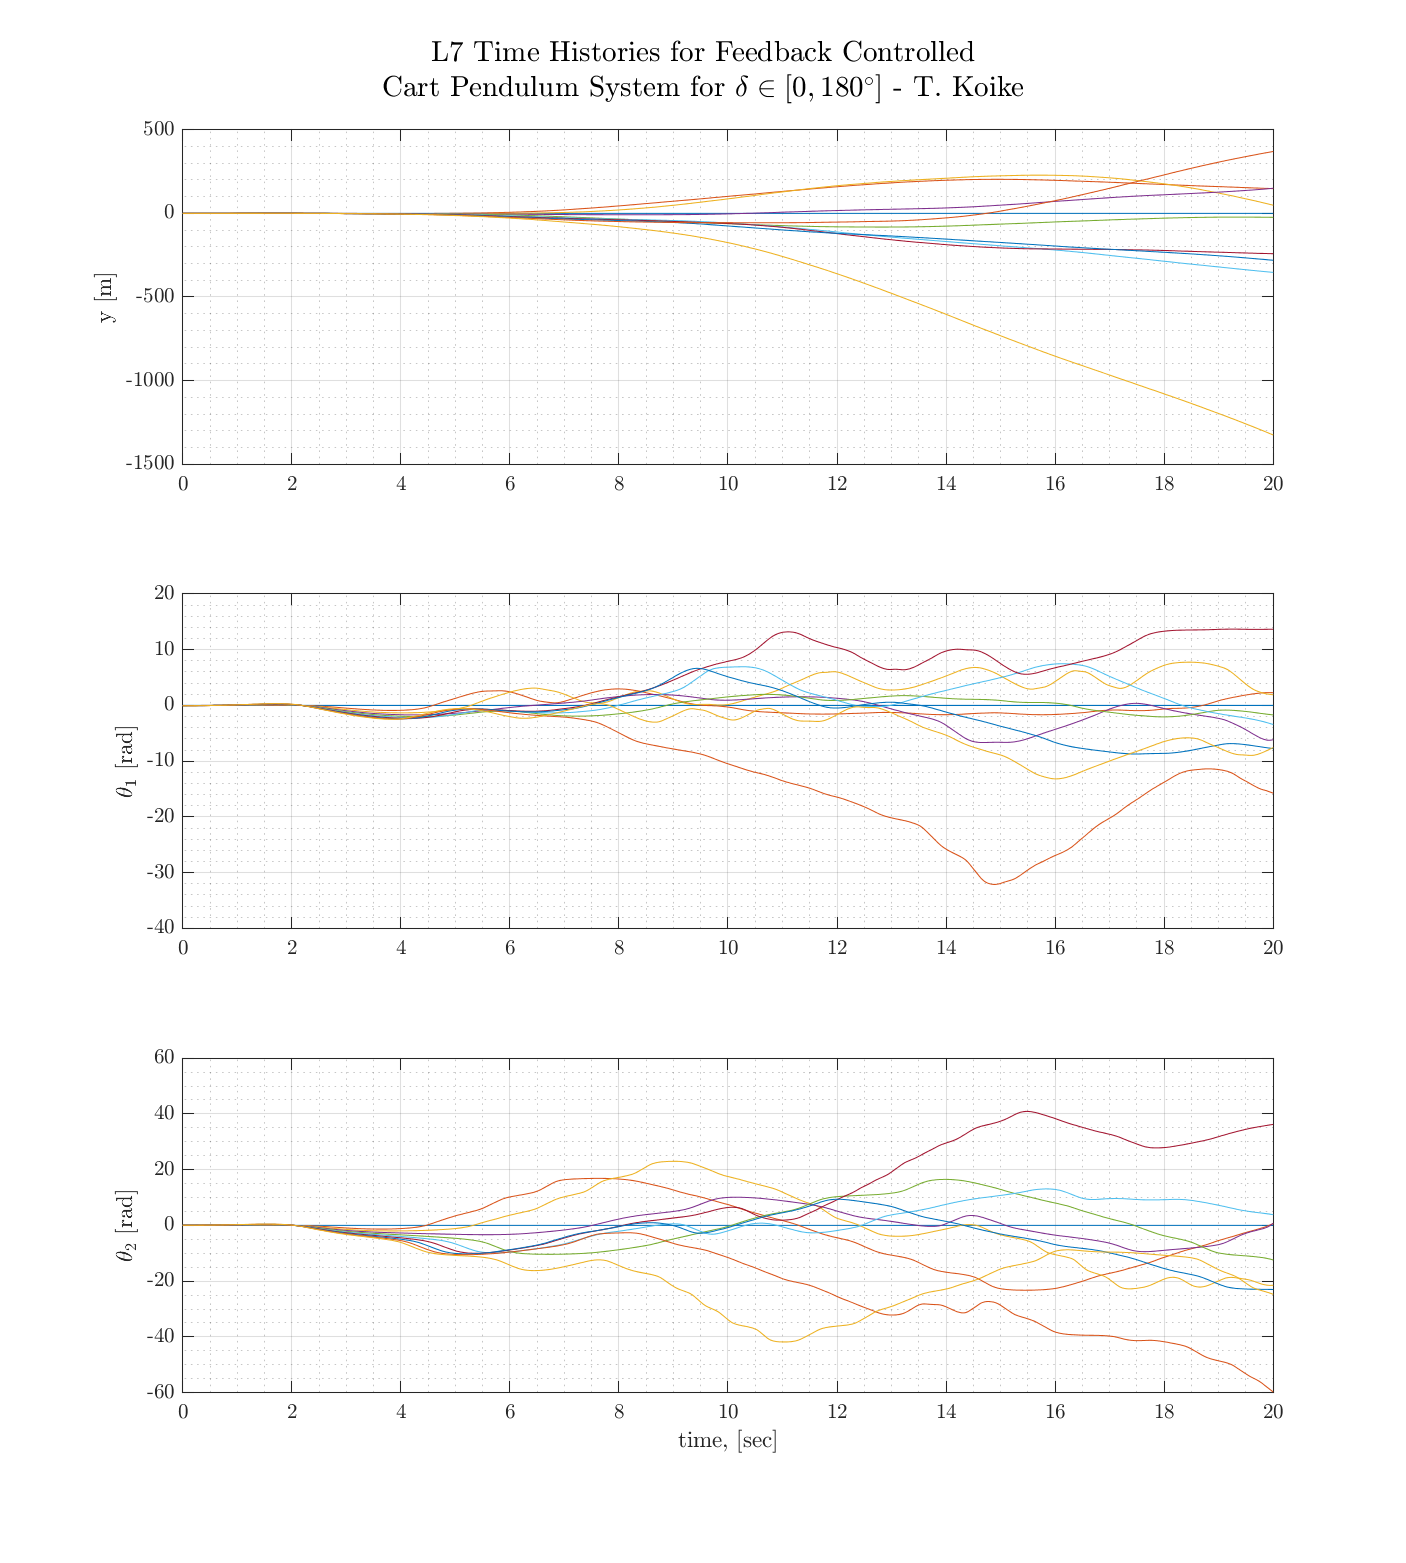 L7 Time Histories for Feedback Controlled
Cart Pendulum System for δ ∈ [0, 180°] - T. Koike
500
0
-500
-1000
-1500
y [m]
0 2 4 6 8 10 12 14 16 18 20
20
10
0
-10
-20
-30
-40
θ₁ [rad]
0 2 4 6 8 10 12 14 16 18 20
60
40
20
0
-20
-40
-60
θ₂ [rad]
0 2 4 6 8 10 12 14 16 18 20
time, [sec]